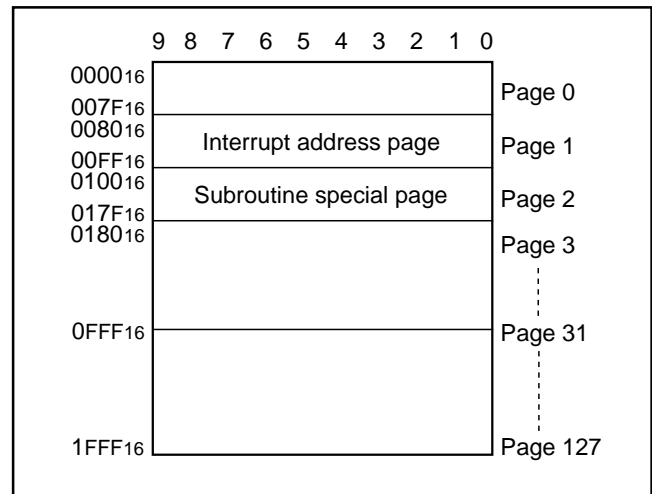 9 8 7 6 5 4 3 2 1 0
000016
007F16
Page 0
008016
00FF16
Interrupt address page
Page 1
010016
017F16
Subroutine special page
Page 2
018016
Page 3
0FFF16
Page 31
1FFF16
Page 127